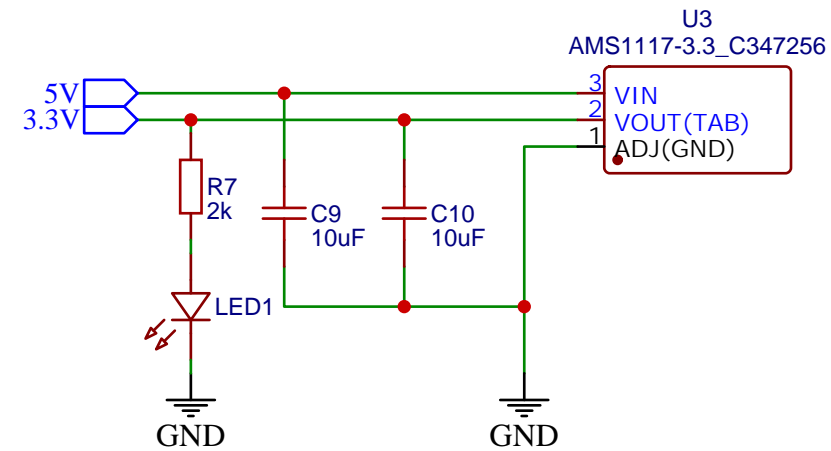 U3
AMS1117-3.3_C347256
5V
3.3V
3
VIN
2
VOUT(TAB)
1
ADJ(GND)
R7
2k
C9
10uF
C10
10uF
LED1
GND
GND